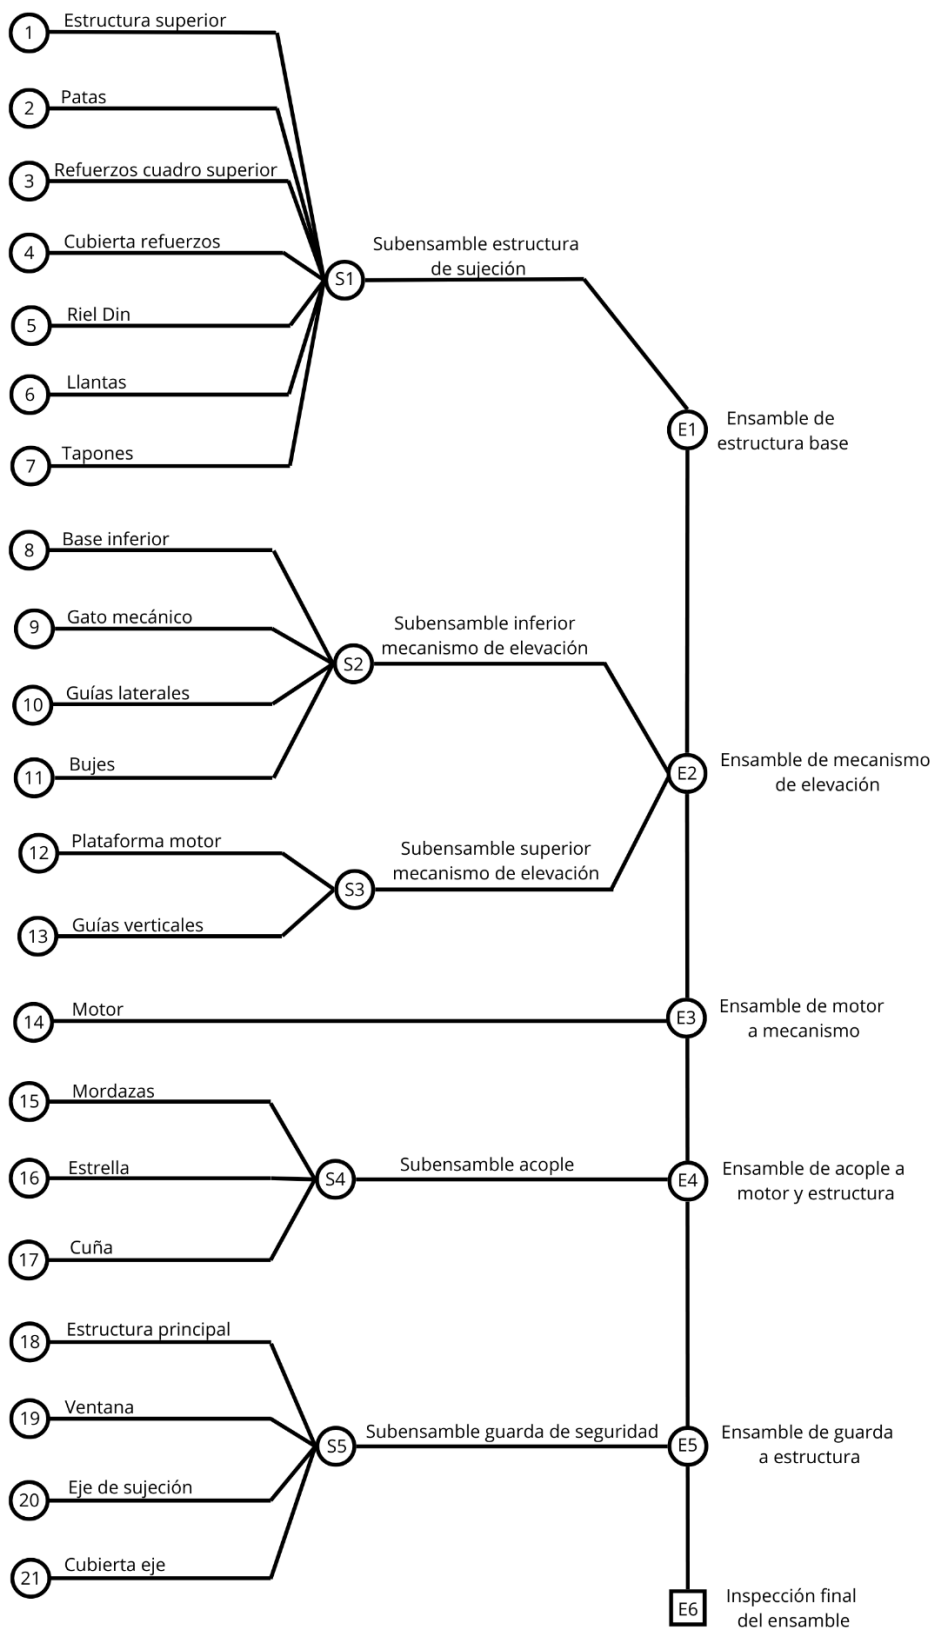 1
Estructura superior
2
Patas
3
Refuerzos cuadro superior
4
Cubierta refuerzos
5
Riel Din
6
Llantas
7
Tapones
S1
Subensamble estructura
de sujeción
E1
Ensamble de
estructura base
8
Base inferior
9
Gato mecánico
10
Guías laterales
11
Bujes
S2
Subensamble inferior
mecanismo de elevación
12
Plataforma motor
13
Guías verticales
S3
Subensamble superior
mecanismo de elevación
E2
Ensamble de mecanismo
de elevación
14
Motor
E3
Ensamble de motor
a mecanismo
15
Mordazas
16
Estrella
17
Cuña
S4
Subensamble acople
E4
Ensamble de acople a
motor y estructura
18
Estructura principal
19
Ventana
20
Eje de sujeción
21
Cubierta eje
S5
Subensamble guarda de seguridad
E5
Ensamble de guarda
a estructura
E6
Inspección final
del ensamble